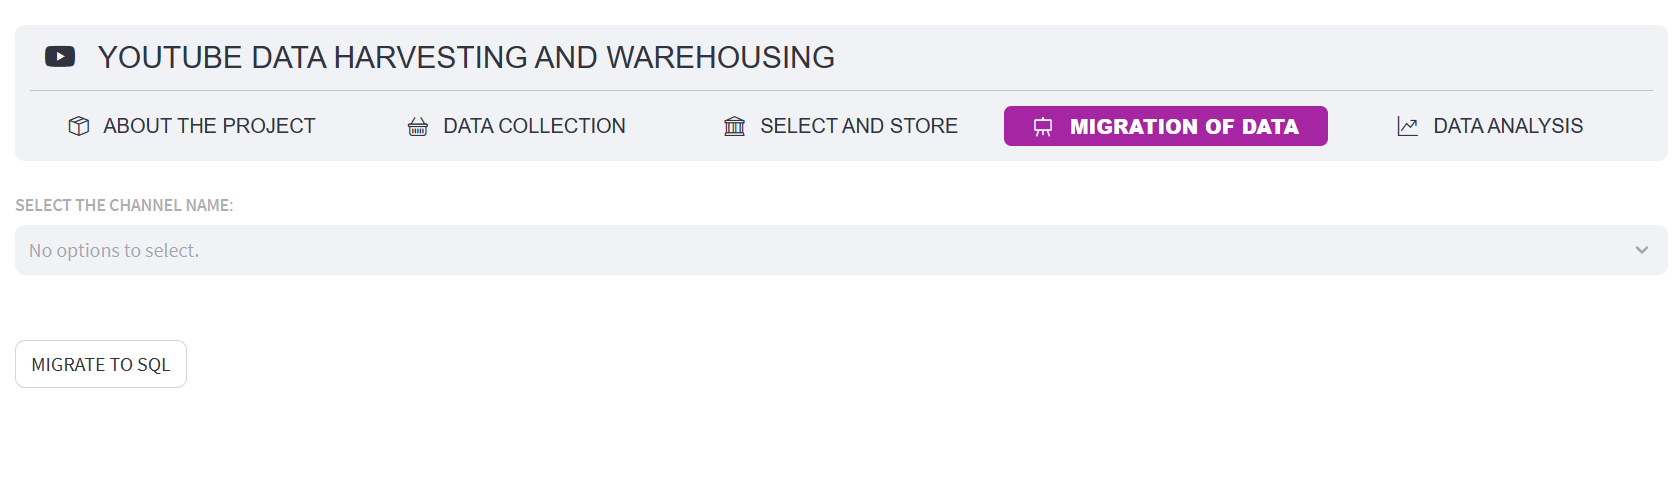 YOUTUBE DATA HARVESTING AND WAREHOUSING
ABOUT THE PROJECT DATA COLLECTION SELECT AND STORE MIGRATION OF DATA DATA ANALYSIS
SELECT THE CHANNEL NAME:
No options to select.
MIGRATE TO SQL